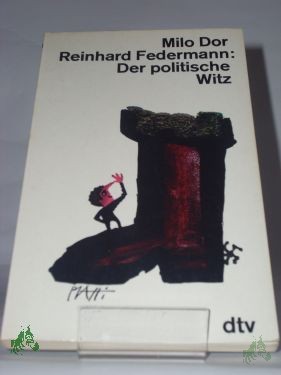 Milo Dor
Reinhard Federmann:
Der politische
Witz
dtv